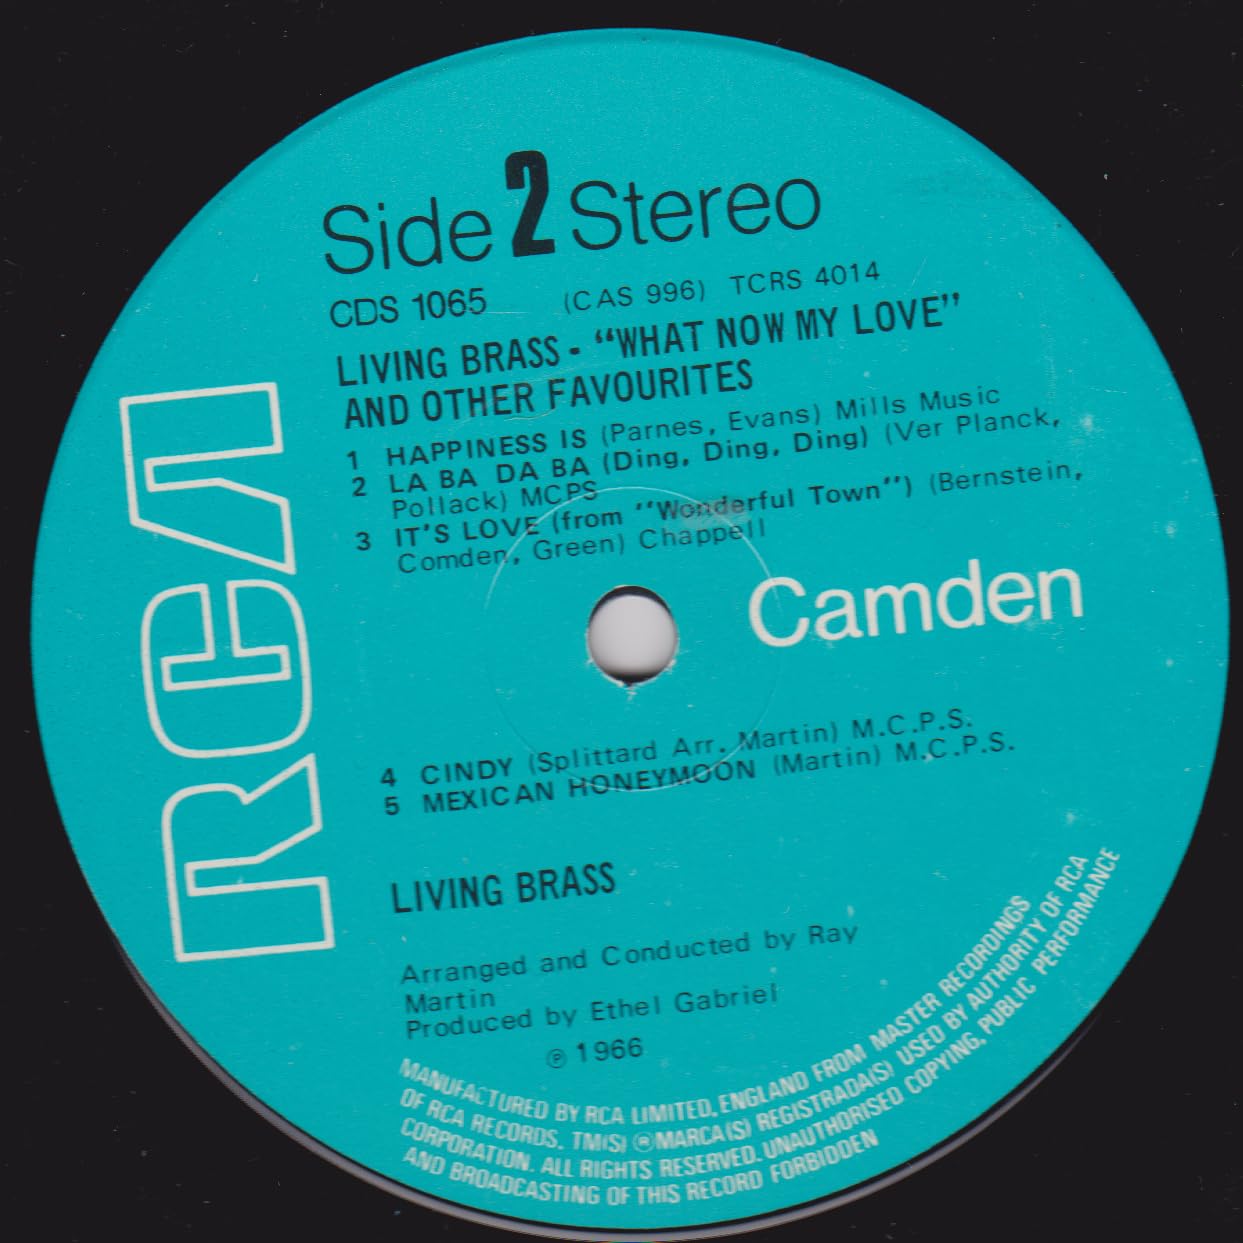 Side 2 Stereo
CDS 1065 (CAS 996) TCRS 4014
LIVING BRASS - “WHAT NOW MY LOVE”
AND OTHER FAVOURITES
1 HAPPINESS IS (Parnes, Evans) Mills Music
2 LA BA DA BA (Ding, Ding, Ding) (Ver Planck,
Pollack) MCPS
3 IT'S LOVE (from “Wonderful Town”) (Bernstein,
Comden, Green) Chappell
RCA
Camden
4 CINDY (Splittard Arr. Martin) M.C.P.S.
5 MEXICAN HONEYMOON (Martin) M.C.P.S.
LIVING BRASS
Arranged and Conducted by Ray
Martin
Produced by Ethel Gabriel
℗ 1966
MANUFACTURED BY RCA LIMITED, ENGLAND FROM MASTER RECORDINGS
OF RCA RECORDS. TM(S) ® MARCA(S) REGISTRADA(S) USED BY AUTHORITY OF RCA
CORPORATION. ALL RIGHTS RESERVED. UNAUTHORISED COPYING, PUBLIC PERFORMANCE
AND BROADCASTING OF THIS RECORD FORBIDDEN